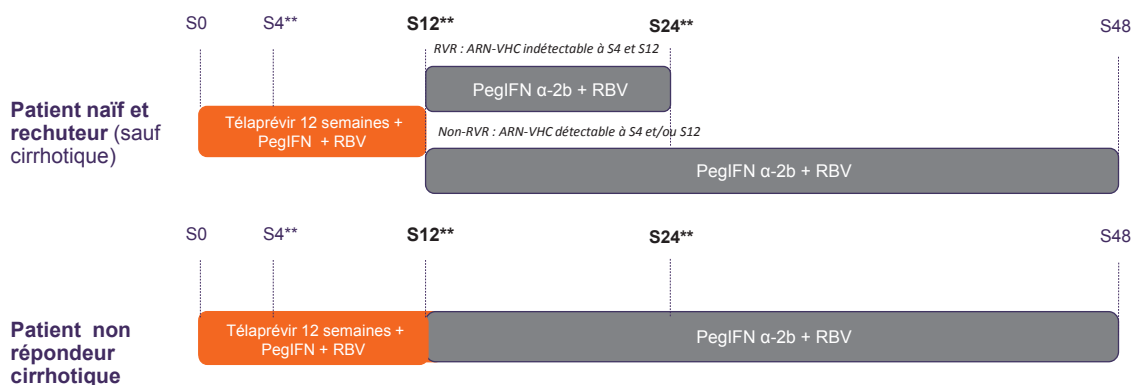 S0 S4** S12** S24** S48
RVR : ARN-VHC indétectable à S4 et S12
PegIFN α-2b + RBV
Patient naïf et
rechuteur (sauf
cirrhotique)
Télaprévir 12 semaines +
PegIFN + RBV
Non-RVR : ARN-VHC détectable à S4 et/ou S12
PegIFN α-2b + RBV
S0 S4** S12** S24** S48
Patient non
répondeur
cirrhotique
Télaprévir 12 semaines +
PegIFN + RBV
PegIFN α-2b + RBV